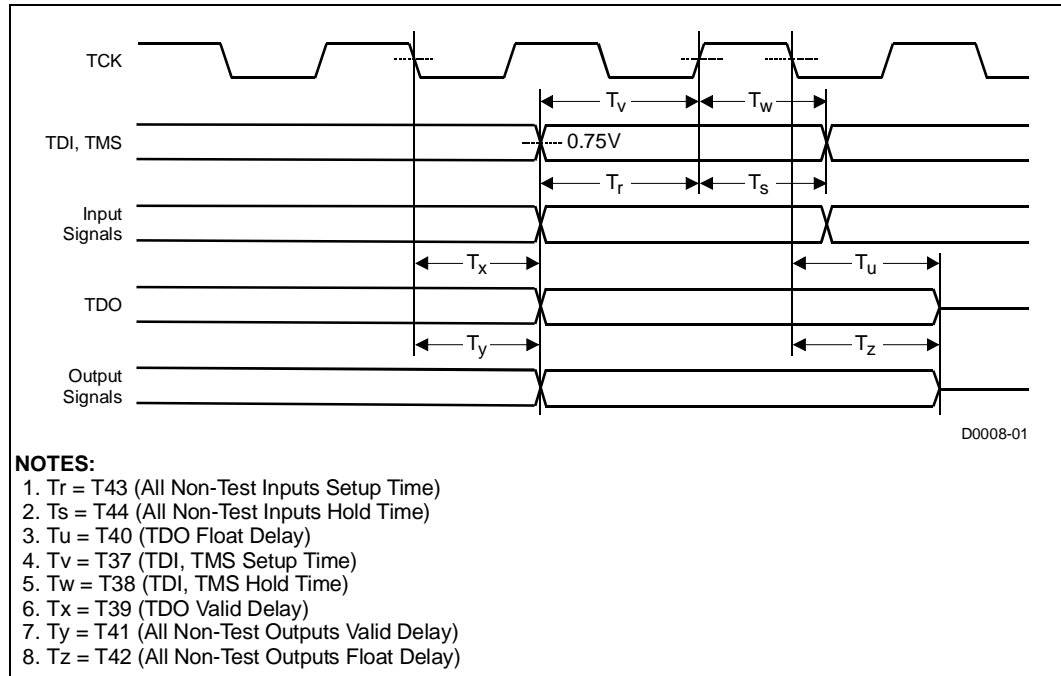 TCK
Tv
Tw
TDI, TMS
0.75V
Tr
Ts
Input
Signals
Tx
Tu
TDO
Ty
Tz
Output
Signals
D0008-01
NOTES:
1. Tr = T43 (All Non-Test Inputs Setup Time)
2. Ts = T44 (All Non-Test Inputs Hold Time)
3. Tu = T40 (TDO Float Delay)
4. Tv = T37 (TDI, TMS Setup Time)
5. Tw = T38 (TDI, TMS Hold Time)
6. Tx = T39 (TDO Valid Delay)
7. Ty = T41 (All Non-Test Outputs Valid Delay)
8. Tz = T42 (All Non-Test Outputs Float Delay)